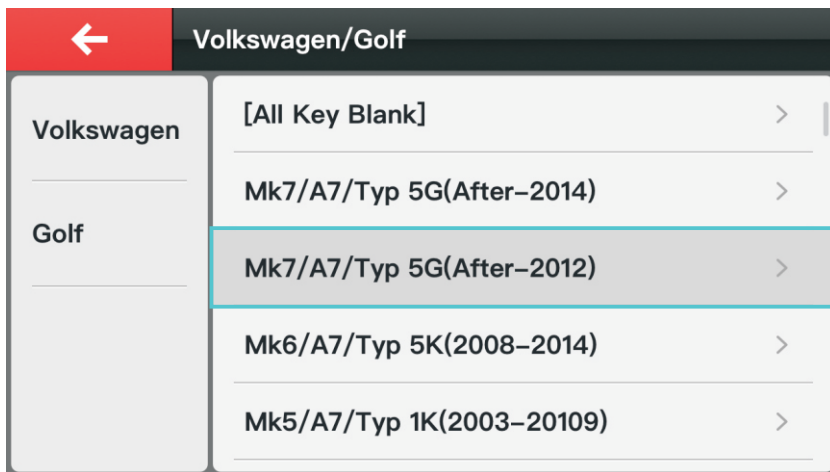 Volkswagen/Golf
Volkswagen
Golf
[All Key Blank]
Mk7/A7/Typ 5G(After-2014)
Mk7/A7/Typ 5G(After-2012)
Mk6/A7/Typ 5K(2008-2014)
Mk5/A7/Typ 1K(2003-20109)